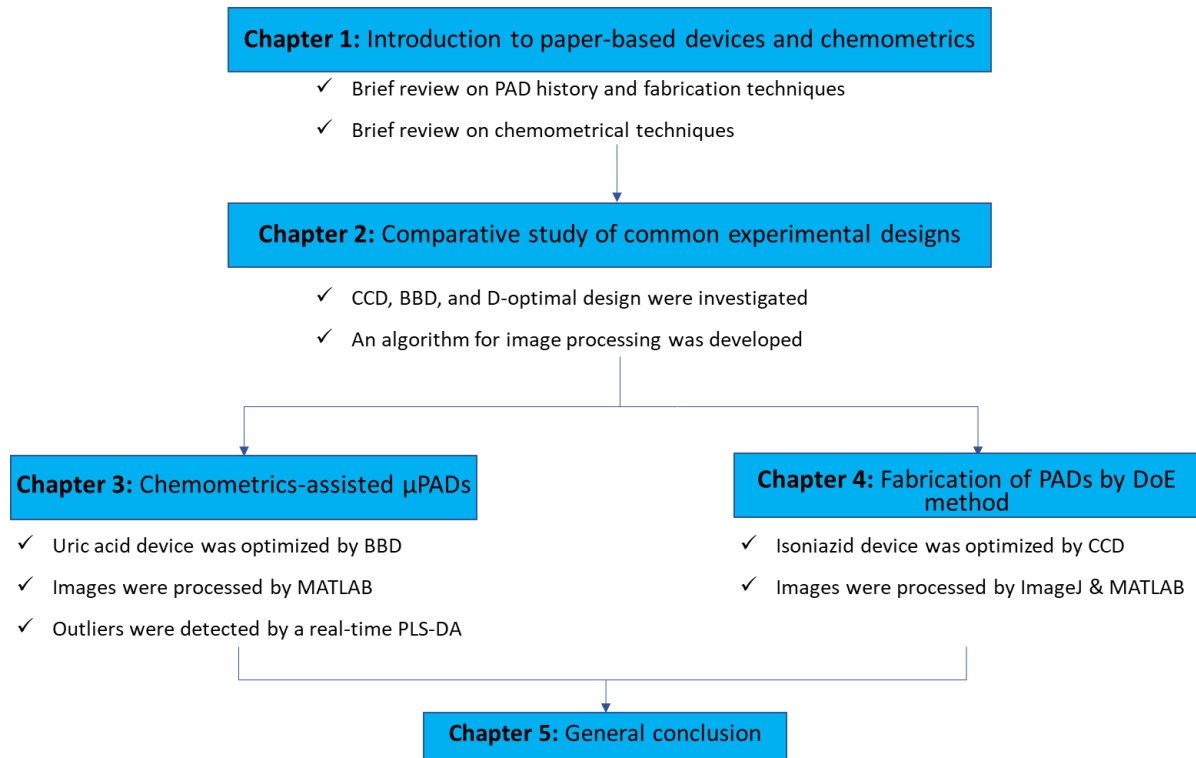 Chapter 1: Introduction to paper-based devices and chemometrics
✓ Brief review on PAD history and fabrication techniques
✓ Brief review on chemometrical techniques
Chapter 2: Comparative study of common experimental designs
✓ CCD, BBD, and D-optimal design were investigated
✓ An algorithm for image processing was developed
Chapter 3: Chemometrics-assisted µPADs
✓ Uric acid device was optimized by BBD
✓ Images were processed by MATLAB
✓ Outliers were detected by a real-time PLS-DA
Chapter 4: Fabrication of PADs by DoE
method
✓ Isoniazid device was optimized by CCD
✓ Images were processed by ImageJ & MATLAB
Chapter 5: General conclusion